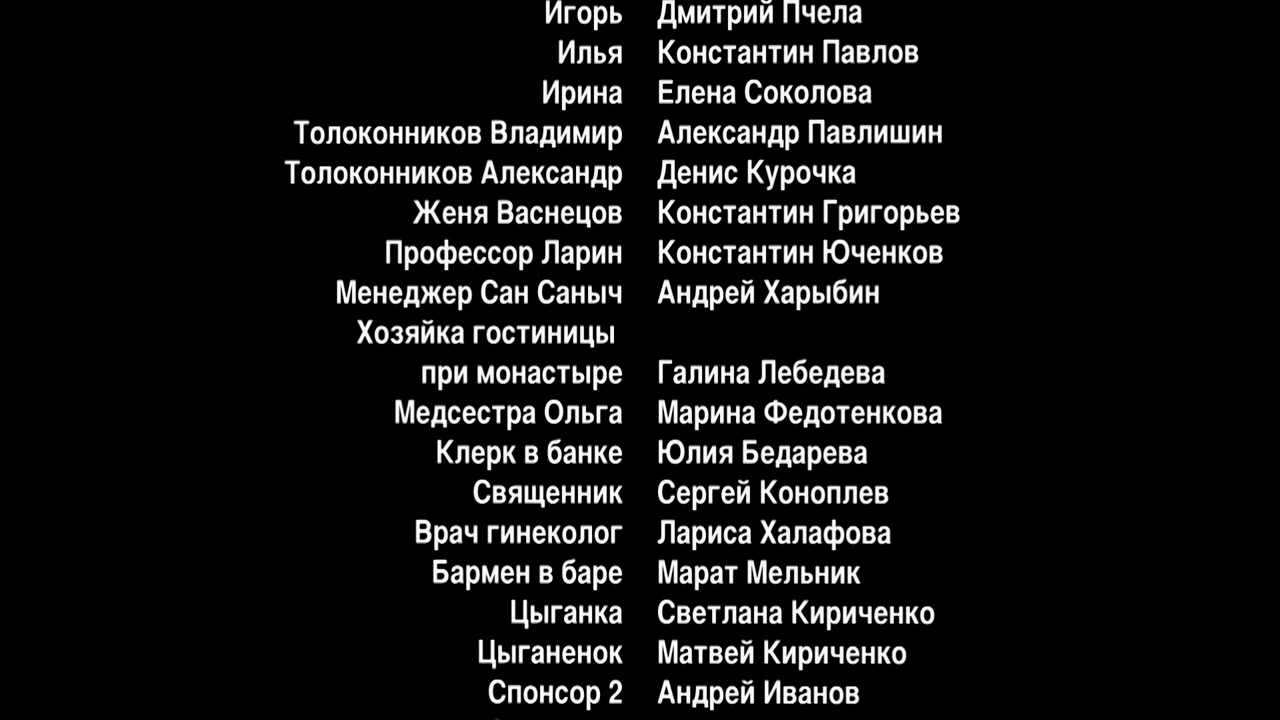 Игорь Дмитрий Пчела
Илья Константин Павлов
Ирина Елена Соколова
Толоконников Владимир Александр Павлишин
Толоконников Александр Денис Курочка
Женя Васнецов Константин Григорьев
Профессор Ларин Константин Юченков
Менеджер Сан Саныч Андрей Харыбин
Хозяйка гостиницы
при монастыре Галина Лебедева
Медсестра Ольга Марина Федотенкова
Клерк в банке Юлия Бедарева
Священник Сергей Коноплев
Врач гинеколог Лариса Халафова
Бармен в баре Марат Мельник
Цыганка Светлана Кириченко
Цыганенок Матвей Кириченко
Спонсор 2 Андрей Иванов